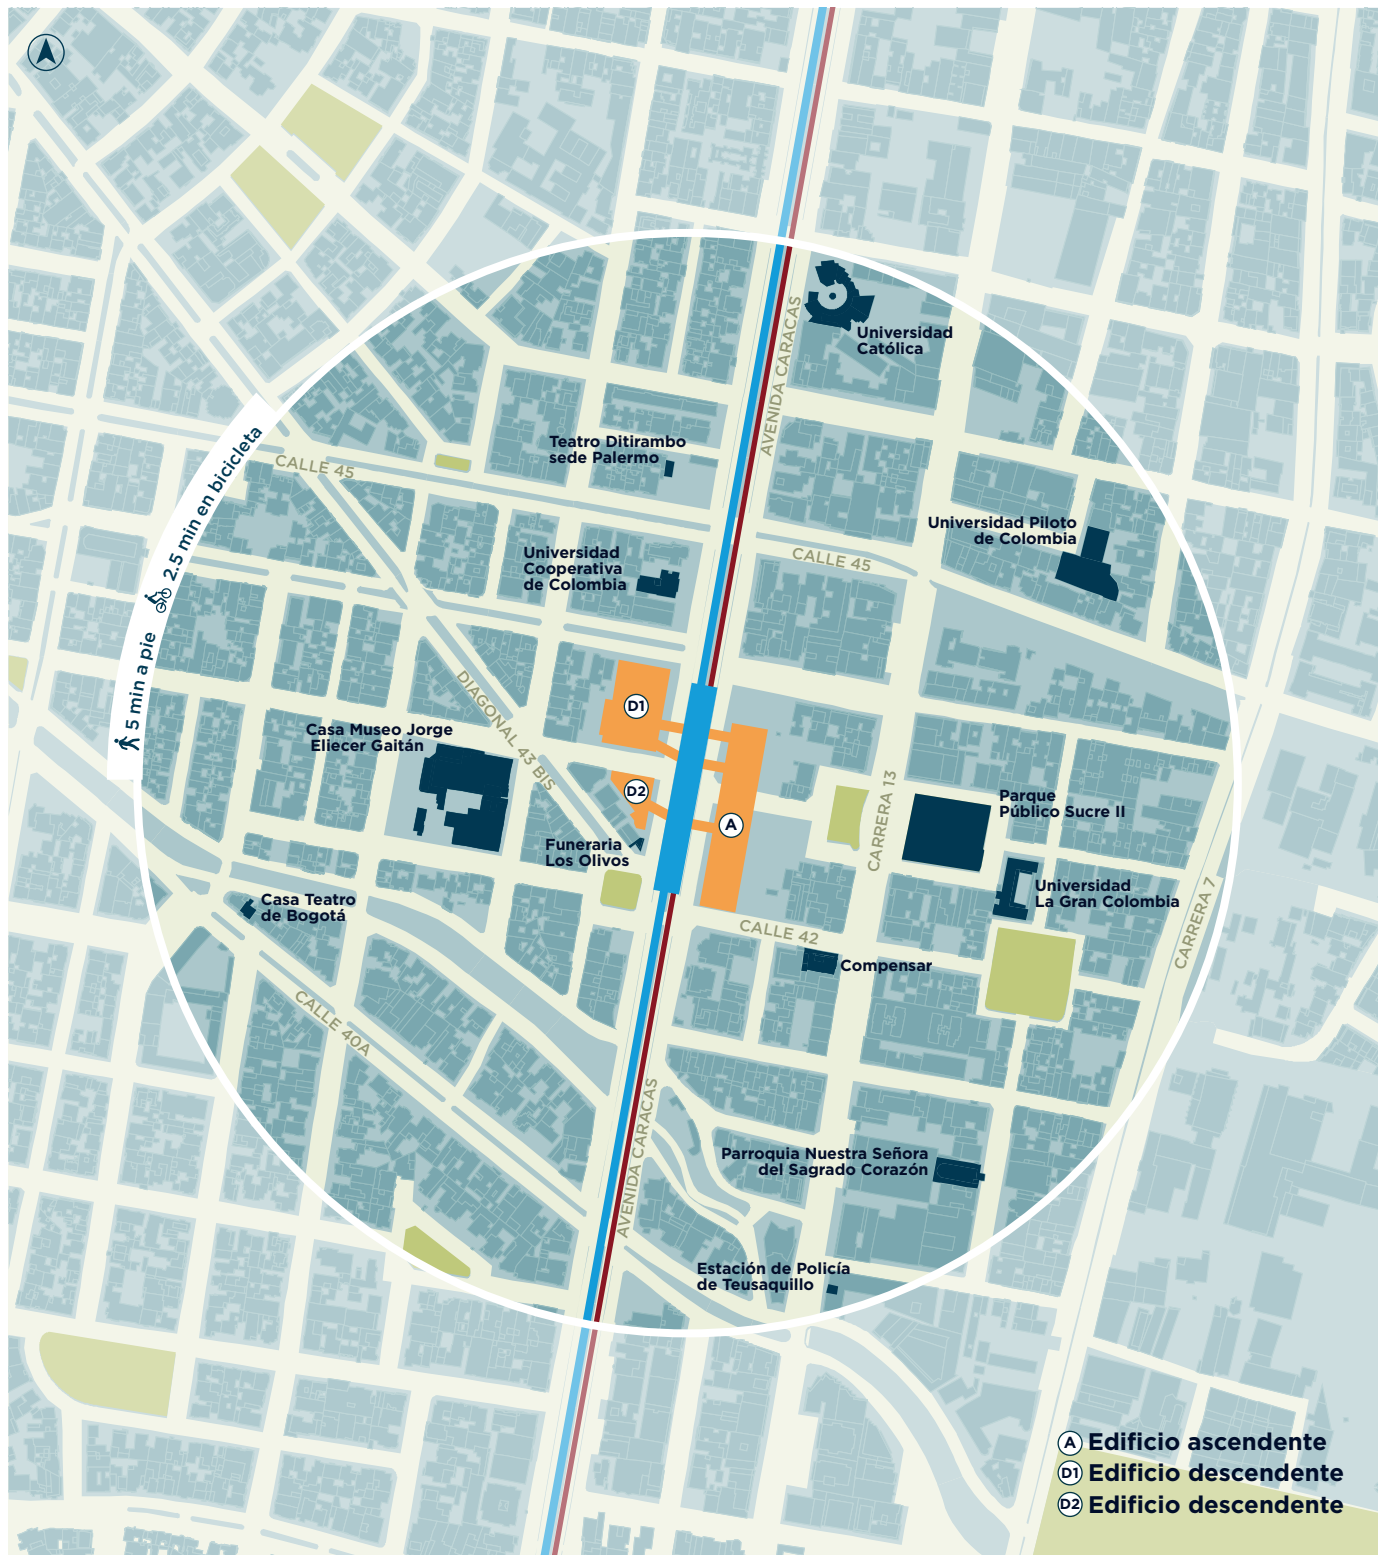 AVENIDA CARACAS
Universidad
Católica
Teatro Ditirambo
sede Palermo
CALLE 45
2.5 min en bicicleta
5 min a pie
Universidad Piloto
de Colombia
CALLE 45
Universidad
Cooperativa
de Colombia
DIAGONAL 43 BIS
D1
Casa Museo Jorge
Eliecer Gaitán
D2
A
CARRERA 13
Parque
Público Sucre II
Funeraria
Los Olivos
Universidad
La Gran Colombia
CARRERA 7
Casa Teatro
de Bogotá
CALLE 42
Compensar
CALLE 40A
AVENIDA CARACAS
Parroquia Nuestra Señora
del Sagrado Corazón
Estación de Policía
de Teusaquillo
A Edificio ascendente
D1 Edificio descendente
D2 Edificio descendente